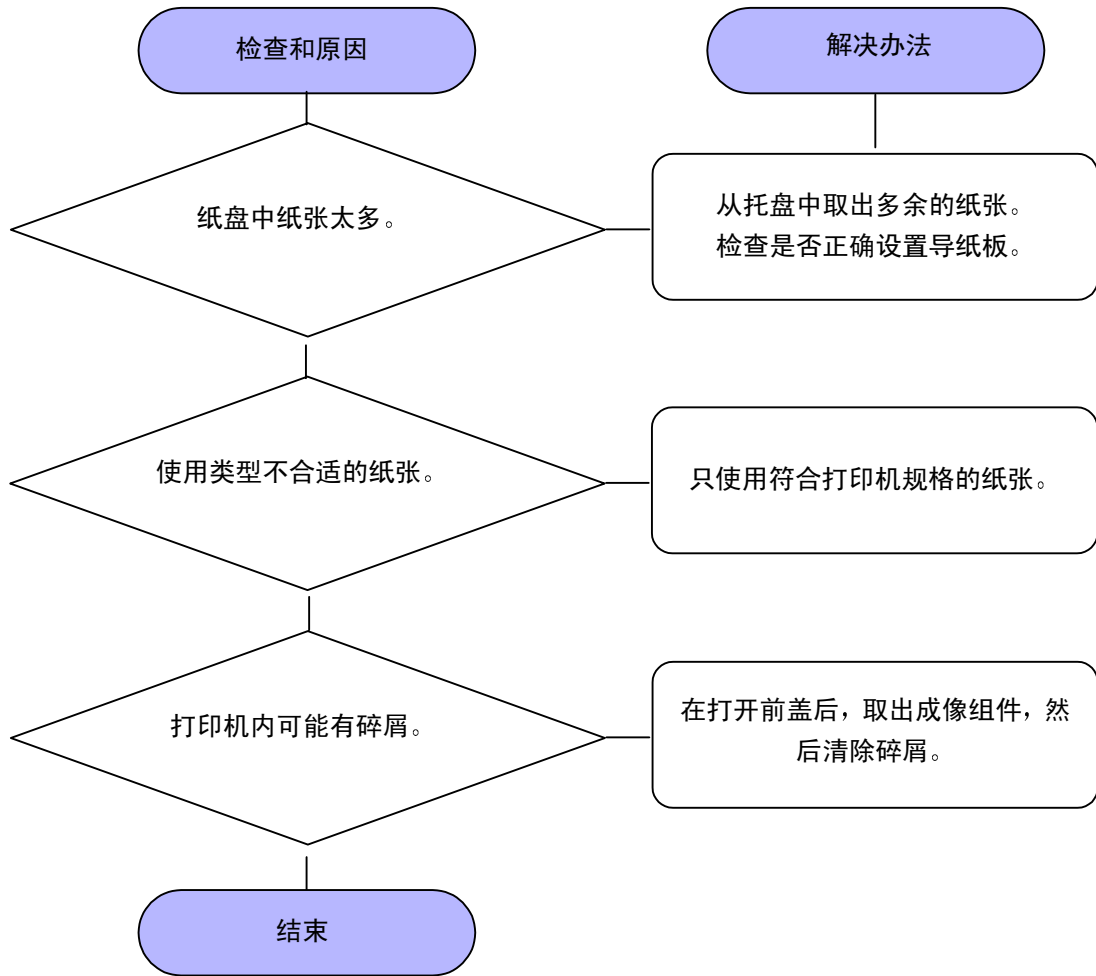 检查和原因
解决办法
纸盘中纸张太多。
从托盘中取出多余的纸张。
检查是否正确设置导纸板。
使用类型不合适的纸张。
只使用符合打印机规格的纸张。
打印机内可能有碎屑。
在打开前盖后，取出成像组件，然
后清除碎屑。
结束